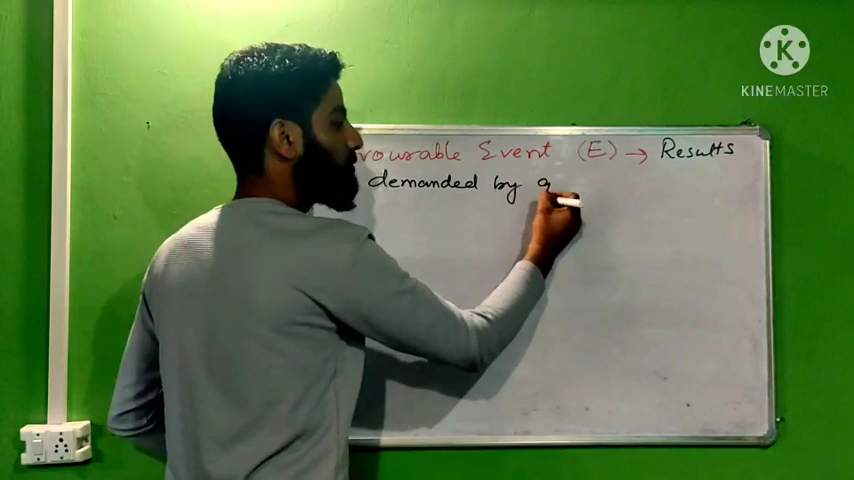 vourable Event (E) → Results
demanded by q
K
KINEMASTER